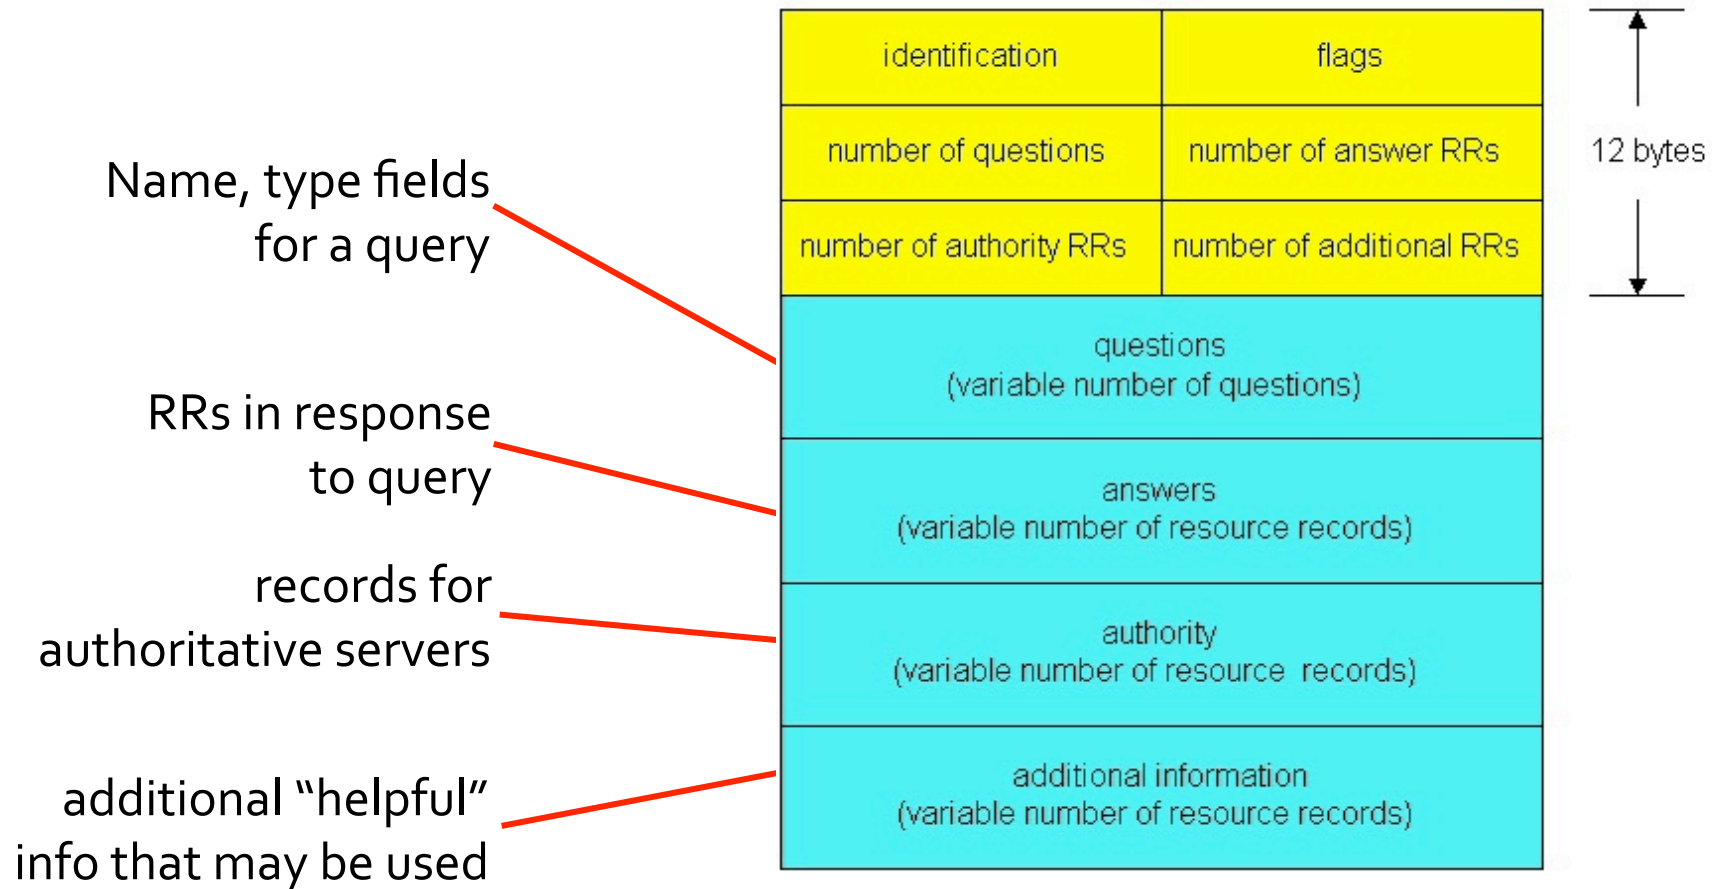 identification
flags
number of questions
number of answer RRs
12 bytes
number of authority RRs
number of additional RRs
Name, type fields
for a query
questions
(variable number of questions)
RRs in response
to query
answers
(variable number of resource records)
records for
authoritative servers
authority
(variable number of resource records)
additional “helpful”
info that may be used
additional information
(variable number of resource records)